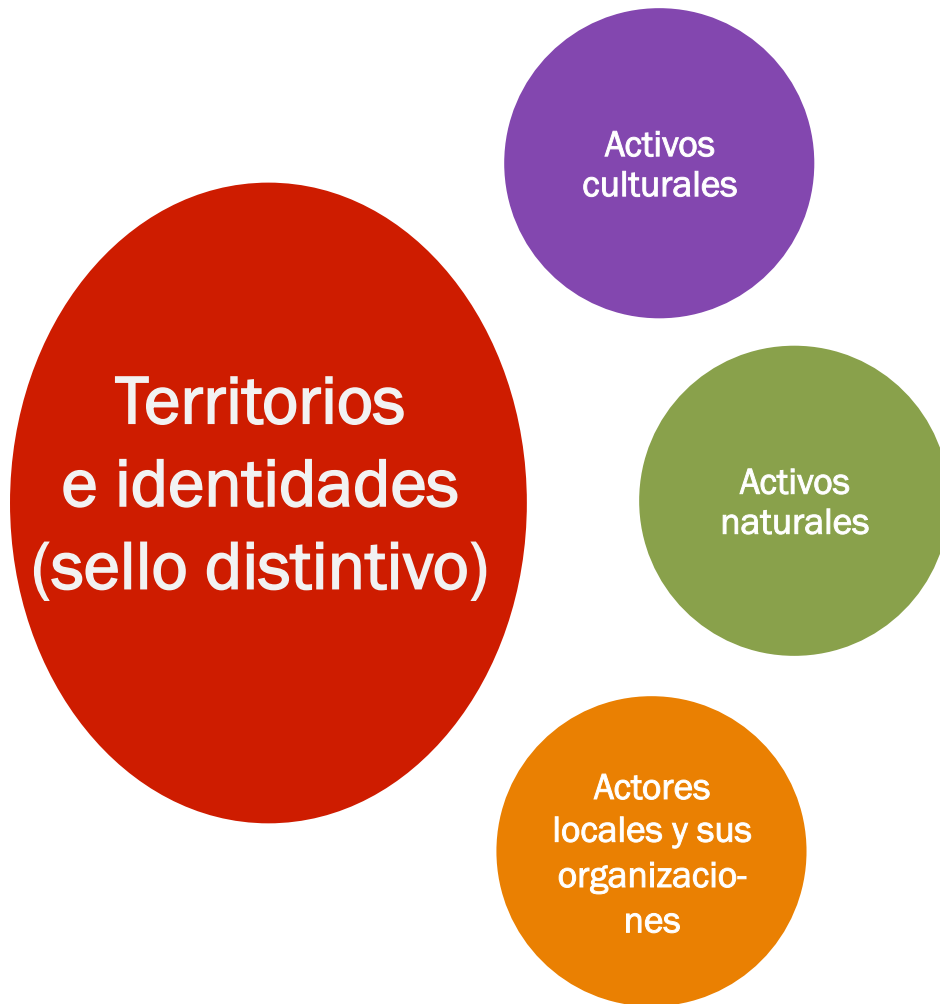 Territorios
e identidades
(sello distintivo)
Activos
culturales
Activos
naturales
Actores
locales y sus
organizacio-
nes